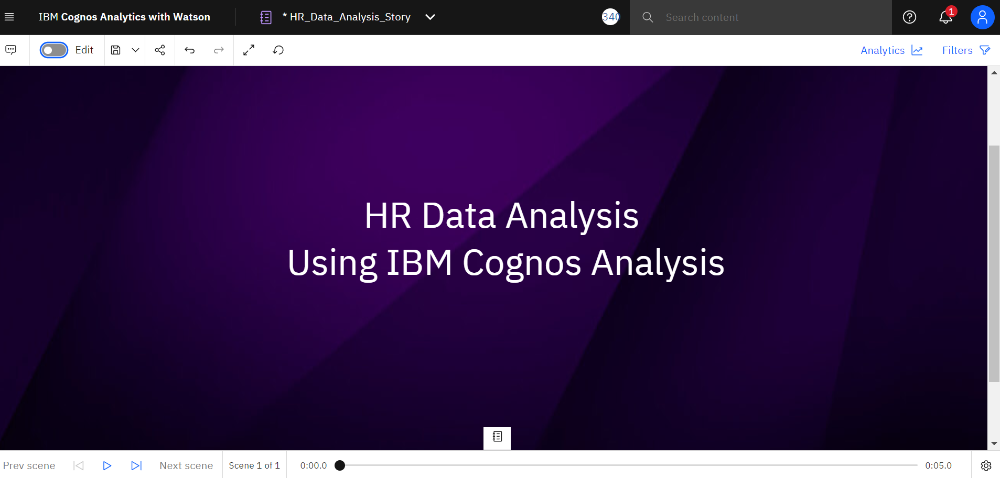 IBM Cognos Analytics with Watson
* HR_Data_Analysis_Story
340
Search content
1
Edit
Analytics
Filters
HR Data Analysis
Using IBM Cognos Analysis
Prev scene
Next scene
Scene 1 of 1
0:00.0
0:05.0